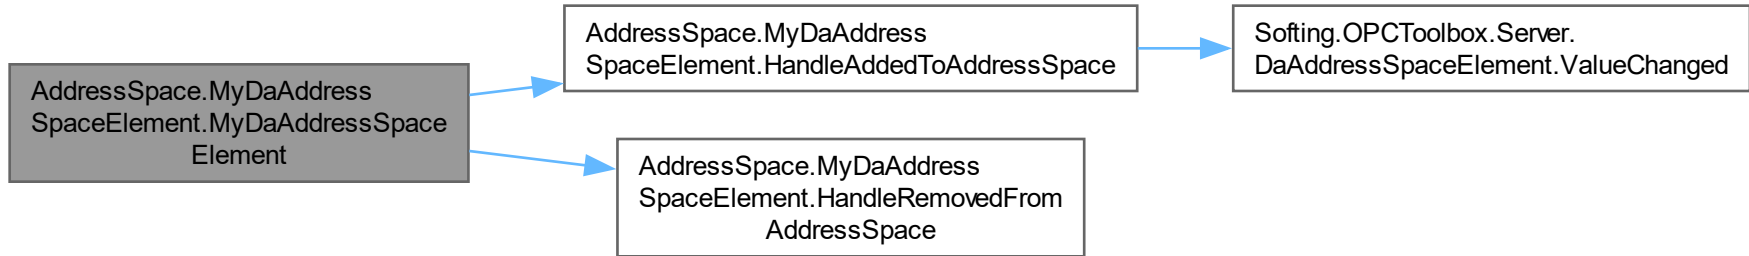 AddressSpace.MyDaAddress
SpaceElement.MyDaAddressSpace
Element
AddressSpace.MyDaAddress
SpaceElement.HandleAddedToAddressSpace
Softing.OPCToolbox.Server.
DaAddressSpaceElement.ValueChanged
AddressSpace.MyDaAddress
SpaceElement.HandleRemovedFrom
AddressSpace